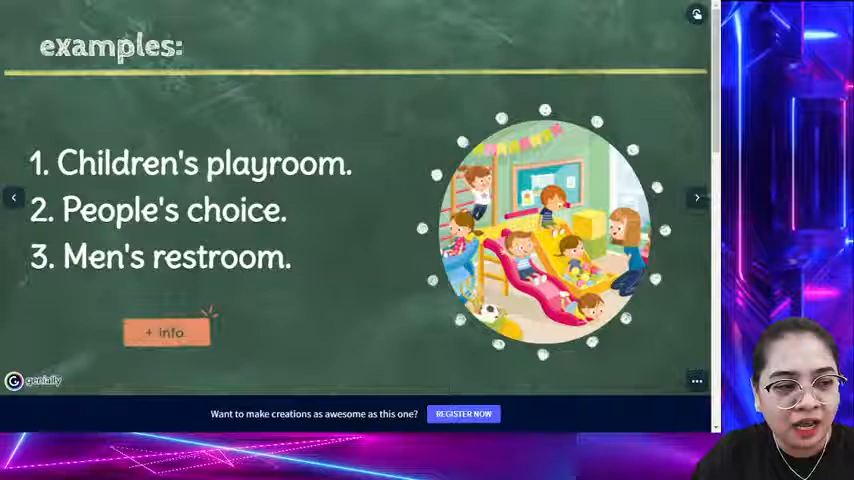 examples:
1. Children's playroom.
2. People's choice.
3. Men's restroom.
+ info
genially
Want to make creations as awesome as this one? REGISTER NOW